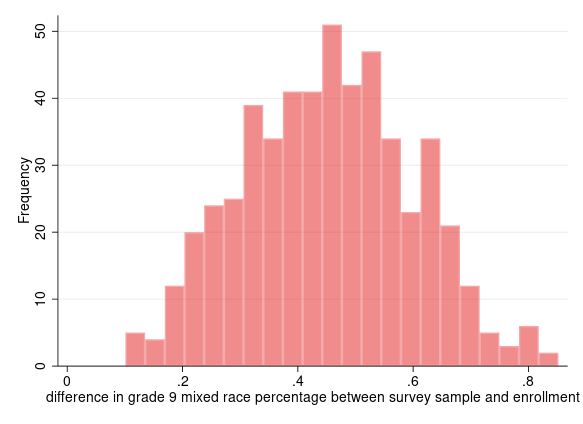 Frequency
50
40
30
20
10
0
0 .2 .4 .6 .8
difference in grade 9 mixed race percentage between survey sample and enrollment